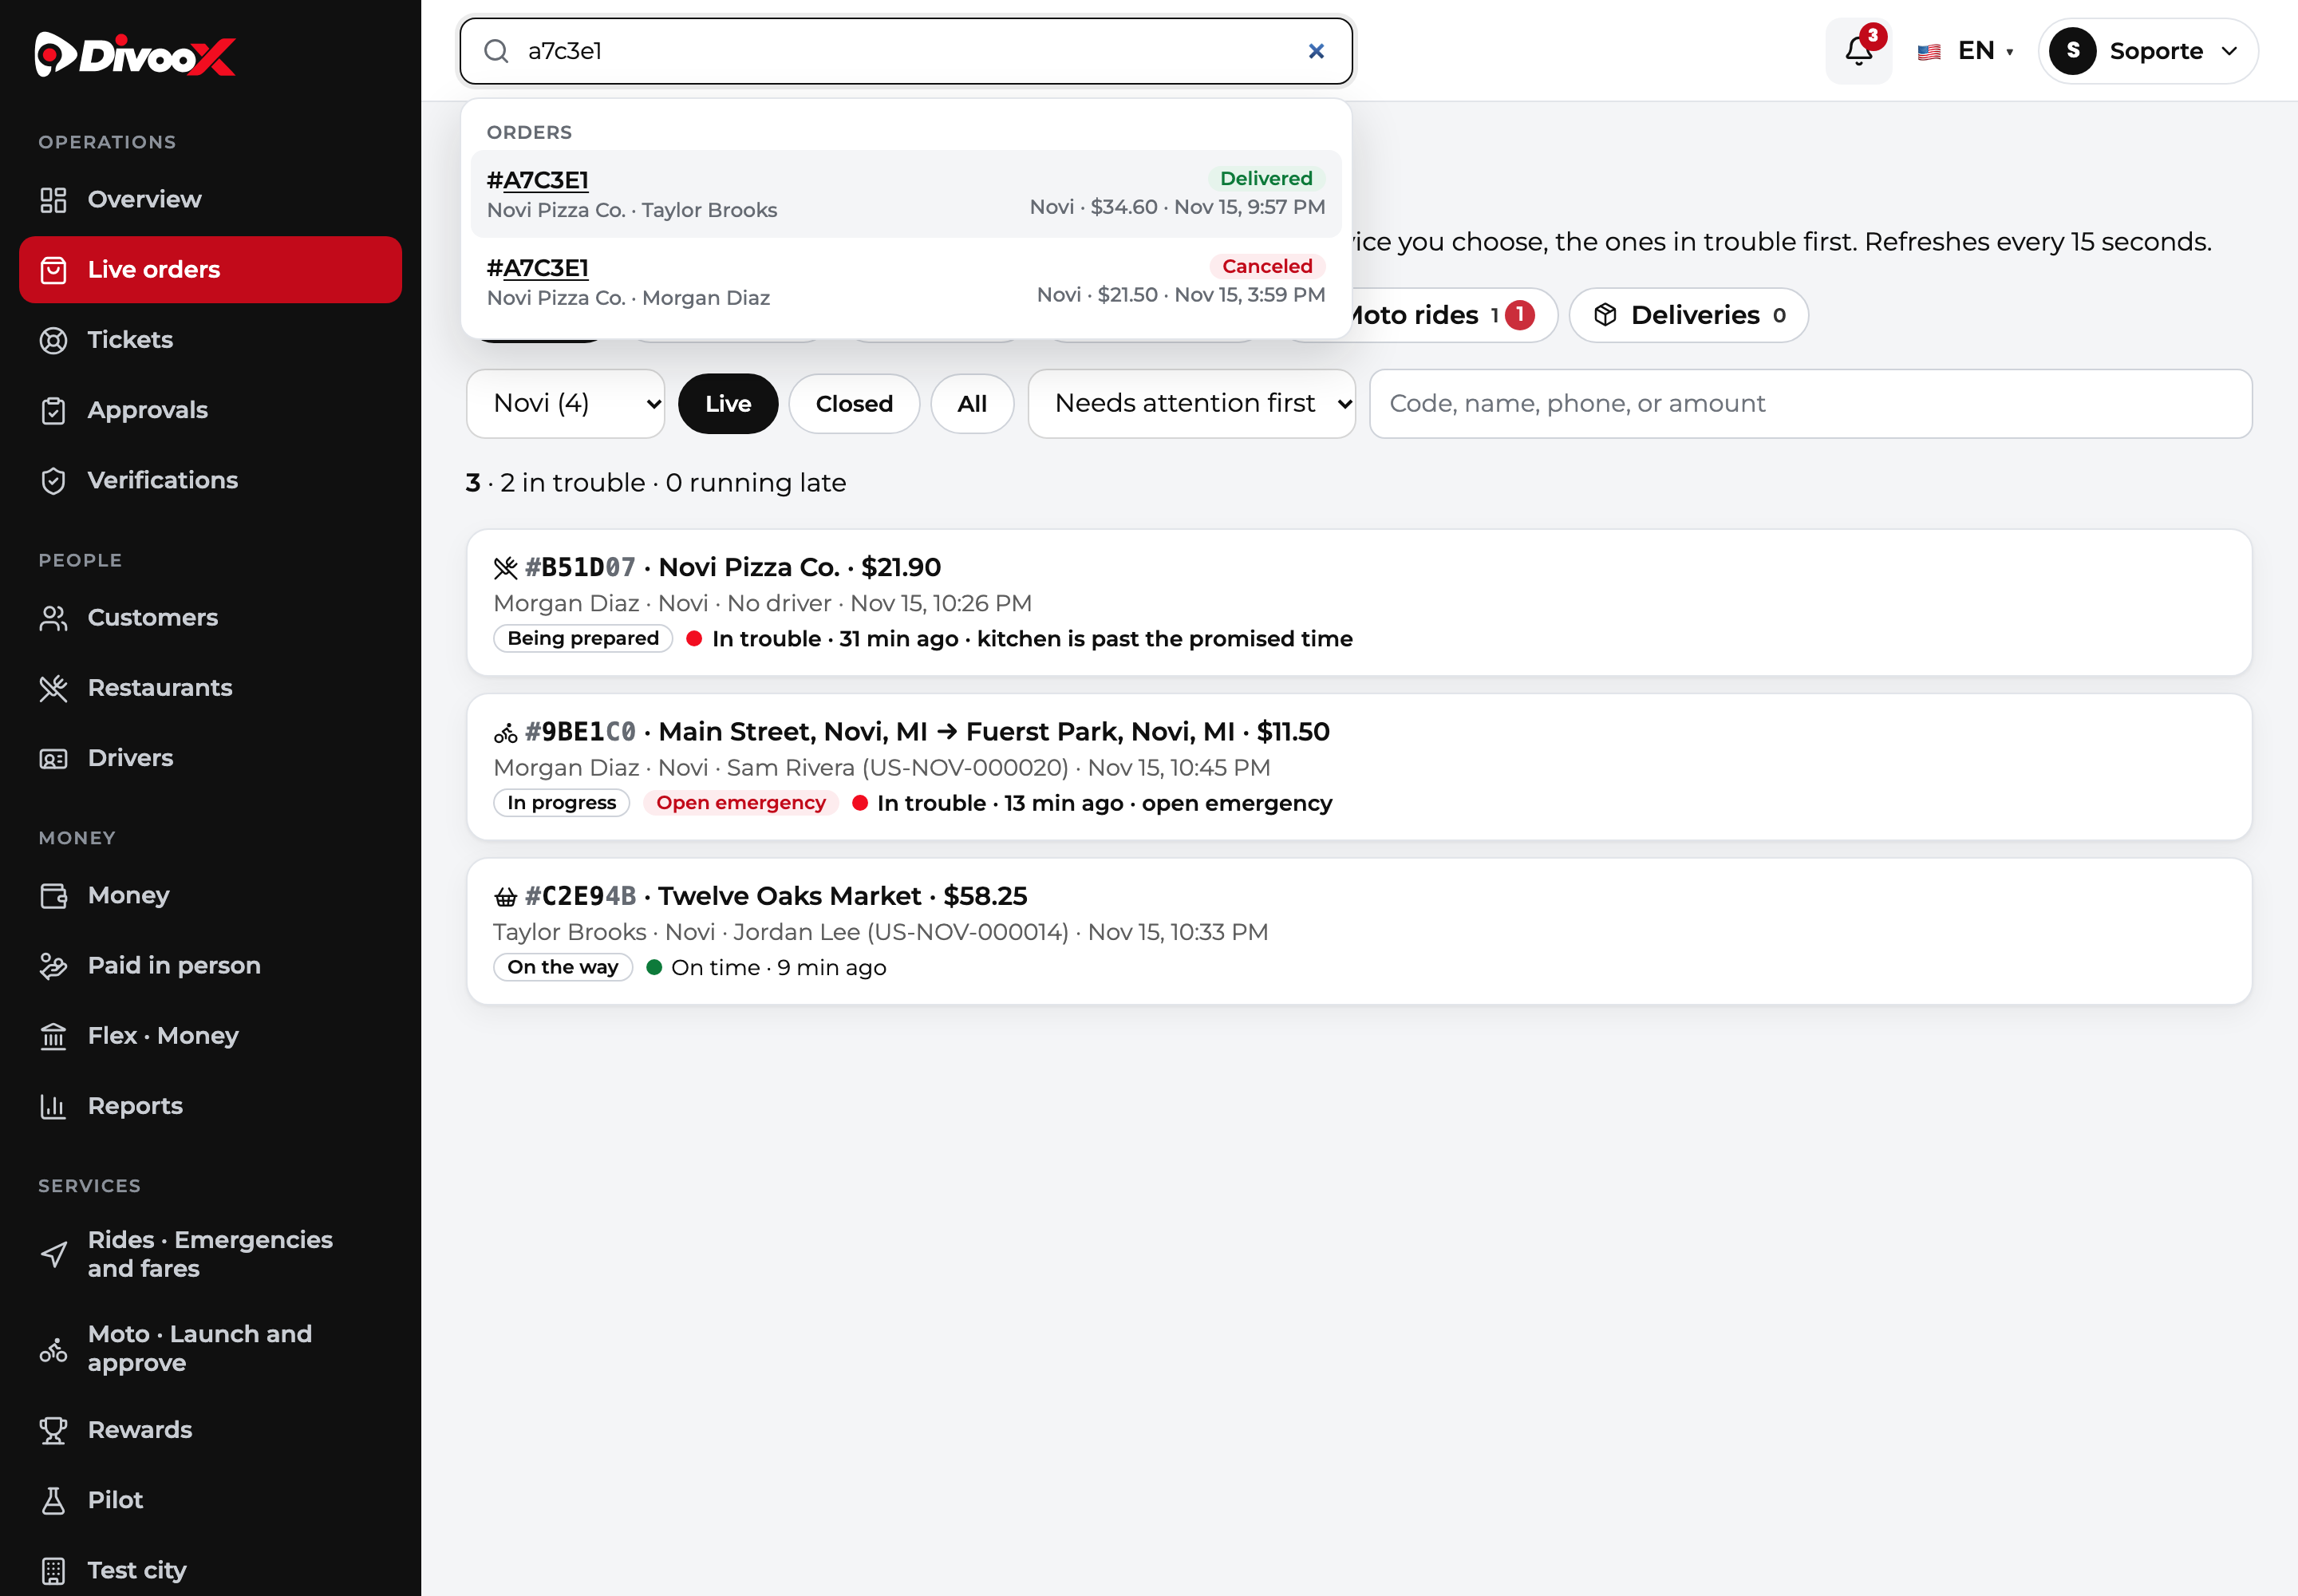 DivooX
OPERATIONS
Overview
Live orders
Tickets
Approvals
Verifications
PEOPLE
Customers
Restaurants
Drivers
MONEY
Money
Paid in person
Flex · Money
Reports
SERVICES
Rides · Emergencies
and fares
Moto · Launch and
approve
Rewards
Pilot
Test city
a7c3e1
3
EN
S
Soporte
ORDERS
#A7C3E1
Delivered
Novi Pizza Co. · Taylor Brooks
Novi · $34.60 · Nov 15, 9:57 PM
#A7C3E1
Canceled
Novi Pizza Co. · Morgan Diaz
Novi · $21.50 · Nov 15, 3:59 PM
you choose, the ones in trouble first. Refreshes every 15 seconds.
Moto rides 1 1
Deliveries 0
Novi (4)
Live
Closed
All
Needs attention first
Code, name, phone, or amount
3 · 2 in trouble · 0 running late
#B51D07 · Novi Pizza Co. · $21.90
Morgan Diaz · Novi · No driver · Nov 15, 10:26 PM
Being prepared
In trouble · 31 min ago · kitchen is past the promised time
#9BE1C0 · Main Street, Novi, MI → Fuerst Park, Novi, MI · $11.50
Morgan Diaz · Novi · Sam Rivera (US-NOV-000020) · Nov 15, 10:45 PM
In progress
Open emergency
In trouble · 13 min ago · open emergency
#C2E94B · Twelve Oaks Market · $58.25
Taylor Brooks · Novi · Jordan Lee (US-NOV-000014) · Nov 15, 10:33 PM
On the way
On time · 9 min ago